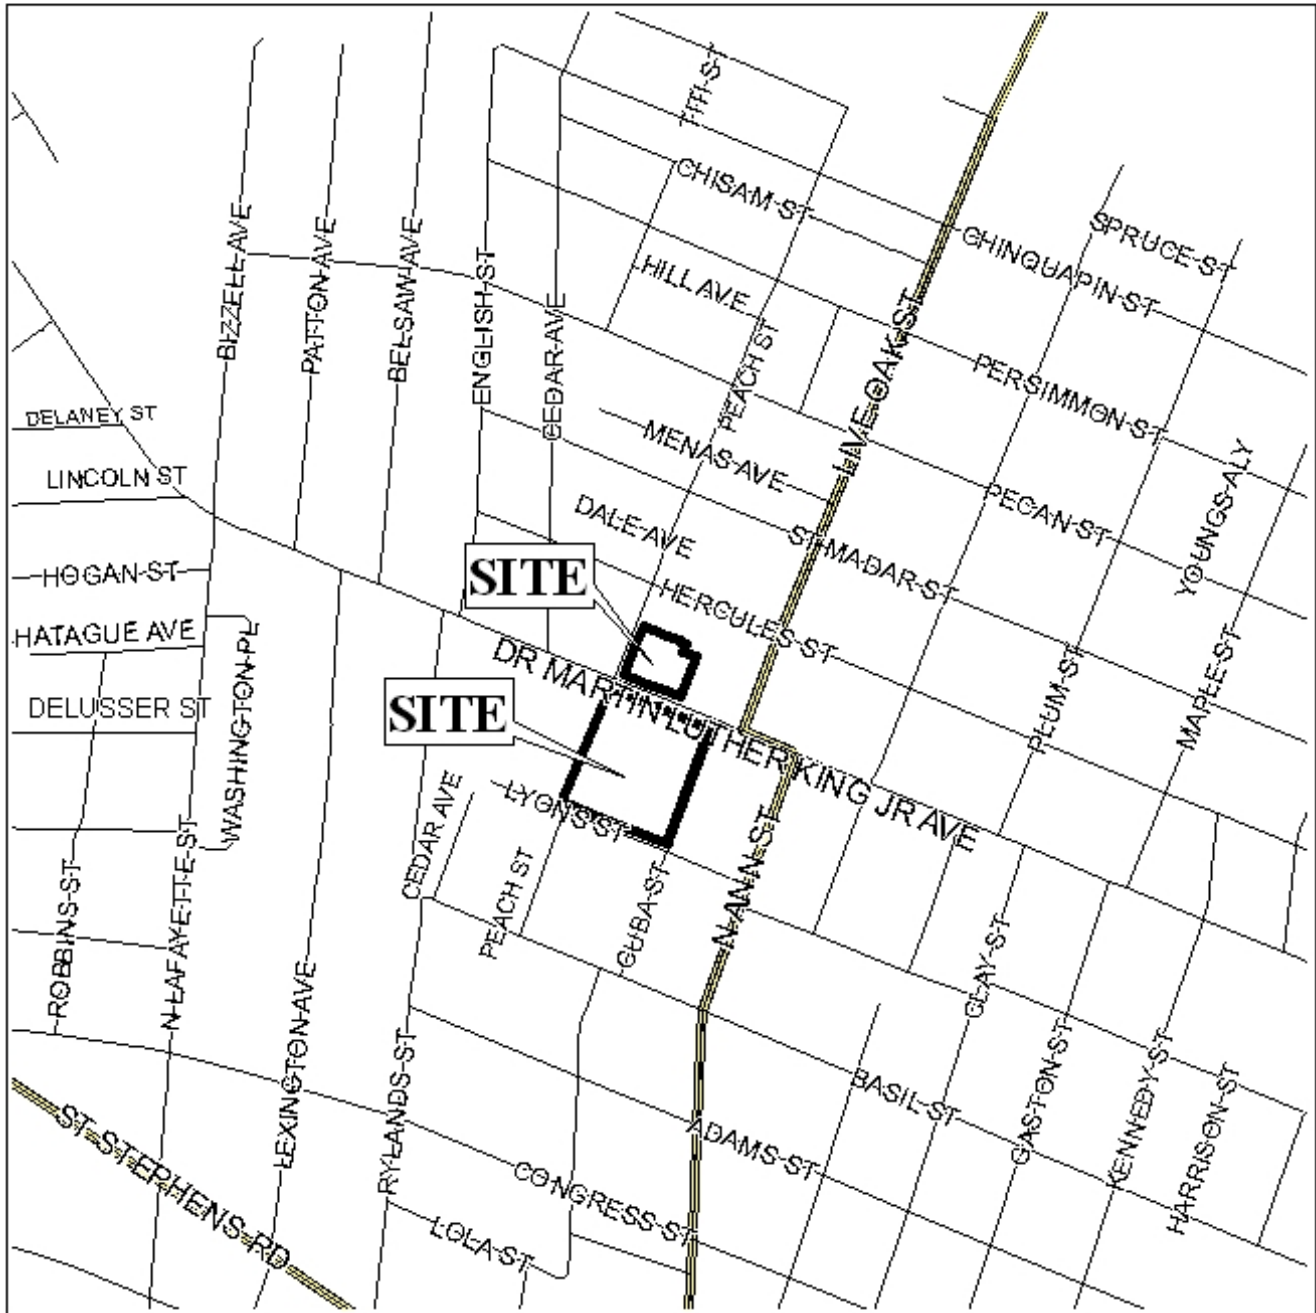 7TH ST
CHISAM ST
SPRUCE ST
CHINQUAPIN ST
BIZZELL AVE
PATTON AVE
BELSAW AVE
ENGLISH ST
CEDAR AVE
HILL AVE
PEACH ST
LIVE OAK ST
PERSIMMON ST
DELANEY ST
MENAS AVE
LINCOLN ST
PECAN ST
YOUNGS ALY
DALE AVE
ST MADAR ST
HOGAN ST
SITE
HERCULES ST
HATAGUE AVE
WASHINGTON PL
DR MARTIN LUTHER KING JR AVE
DELUSSER ST
SITE
PLUM ST
MAPLE ST
LYONS ST
CEDAR AVE
PEACH ST
CUBA ST
N ANN ST
ROBBINS ST
N LAFAYETTE ST
LEXINGTON AVE
CLAY ST
RYLANDS ST
BASIL ST
GASTON ST
KENNEDY ST
HARRISON ST
ADAMS ST
ST STEPHENS RD
CONGRESS ST
LOLA ST